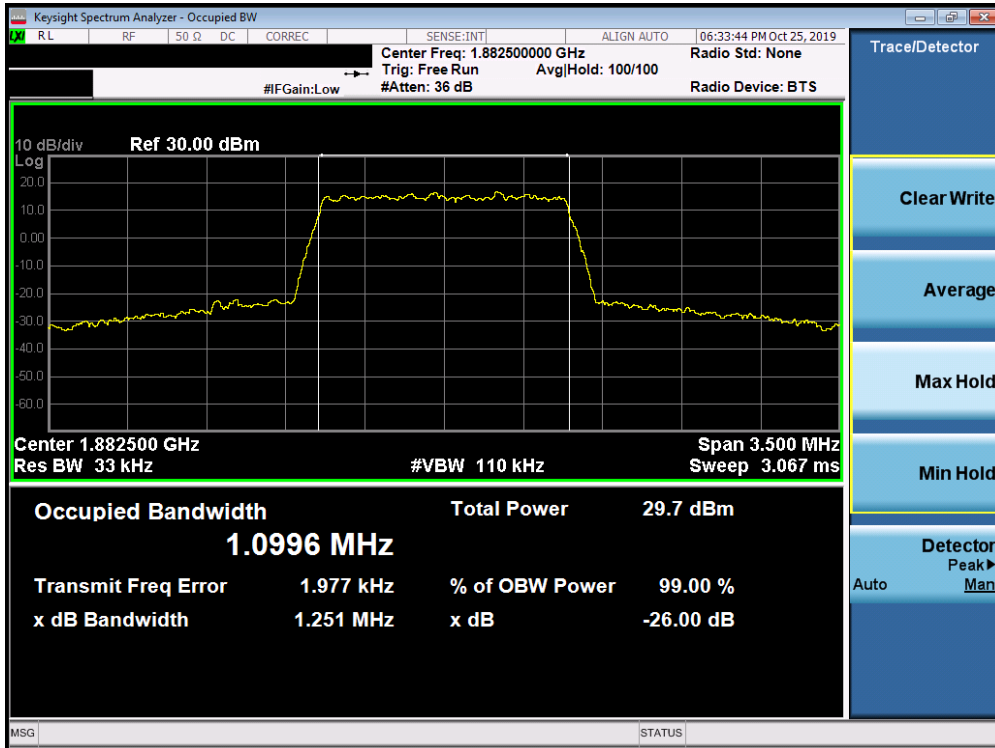 Keysight Spectrum Analyzer - Occupied BW
LXI RL RF 50 Ω DC CORREC SENSE:INT ALIGN AUTO 06:33:44 PM Oct 25, 2019
Center Freq: 1.882500000 GHz Radio Std: None
Trig: Free Run Avg|Hold: 100/100
#IFGain:Low #Atten: 36 dB Radio Device: BTS
10 dB/div Ref 30.00 dBm
Log
20.0
10.0
0.00
-10.0
-20.0
-30.0
-40.0
-50.0
-60.0
Center 1.882500 GHz Span 3.500 MHz
Res BW 33 kHz #VBW 110 kHz Sweep 3.067 ms
Occupied Bandwidth Total Power 29.7 dBm
1.0996 MHz
Transmit Freq Error 1.977 kHz % of OBW Power 99.00 %
x dB Bandwidth 1.251 MHz x dB -26.00 dB
MSG STATUS
Trace/Detector
Clear Write
Average
Max Hold
Min Hold
Detector
Peak▶
Auto Man